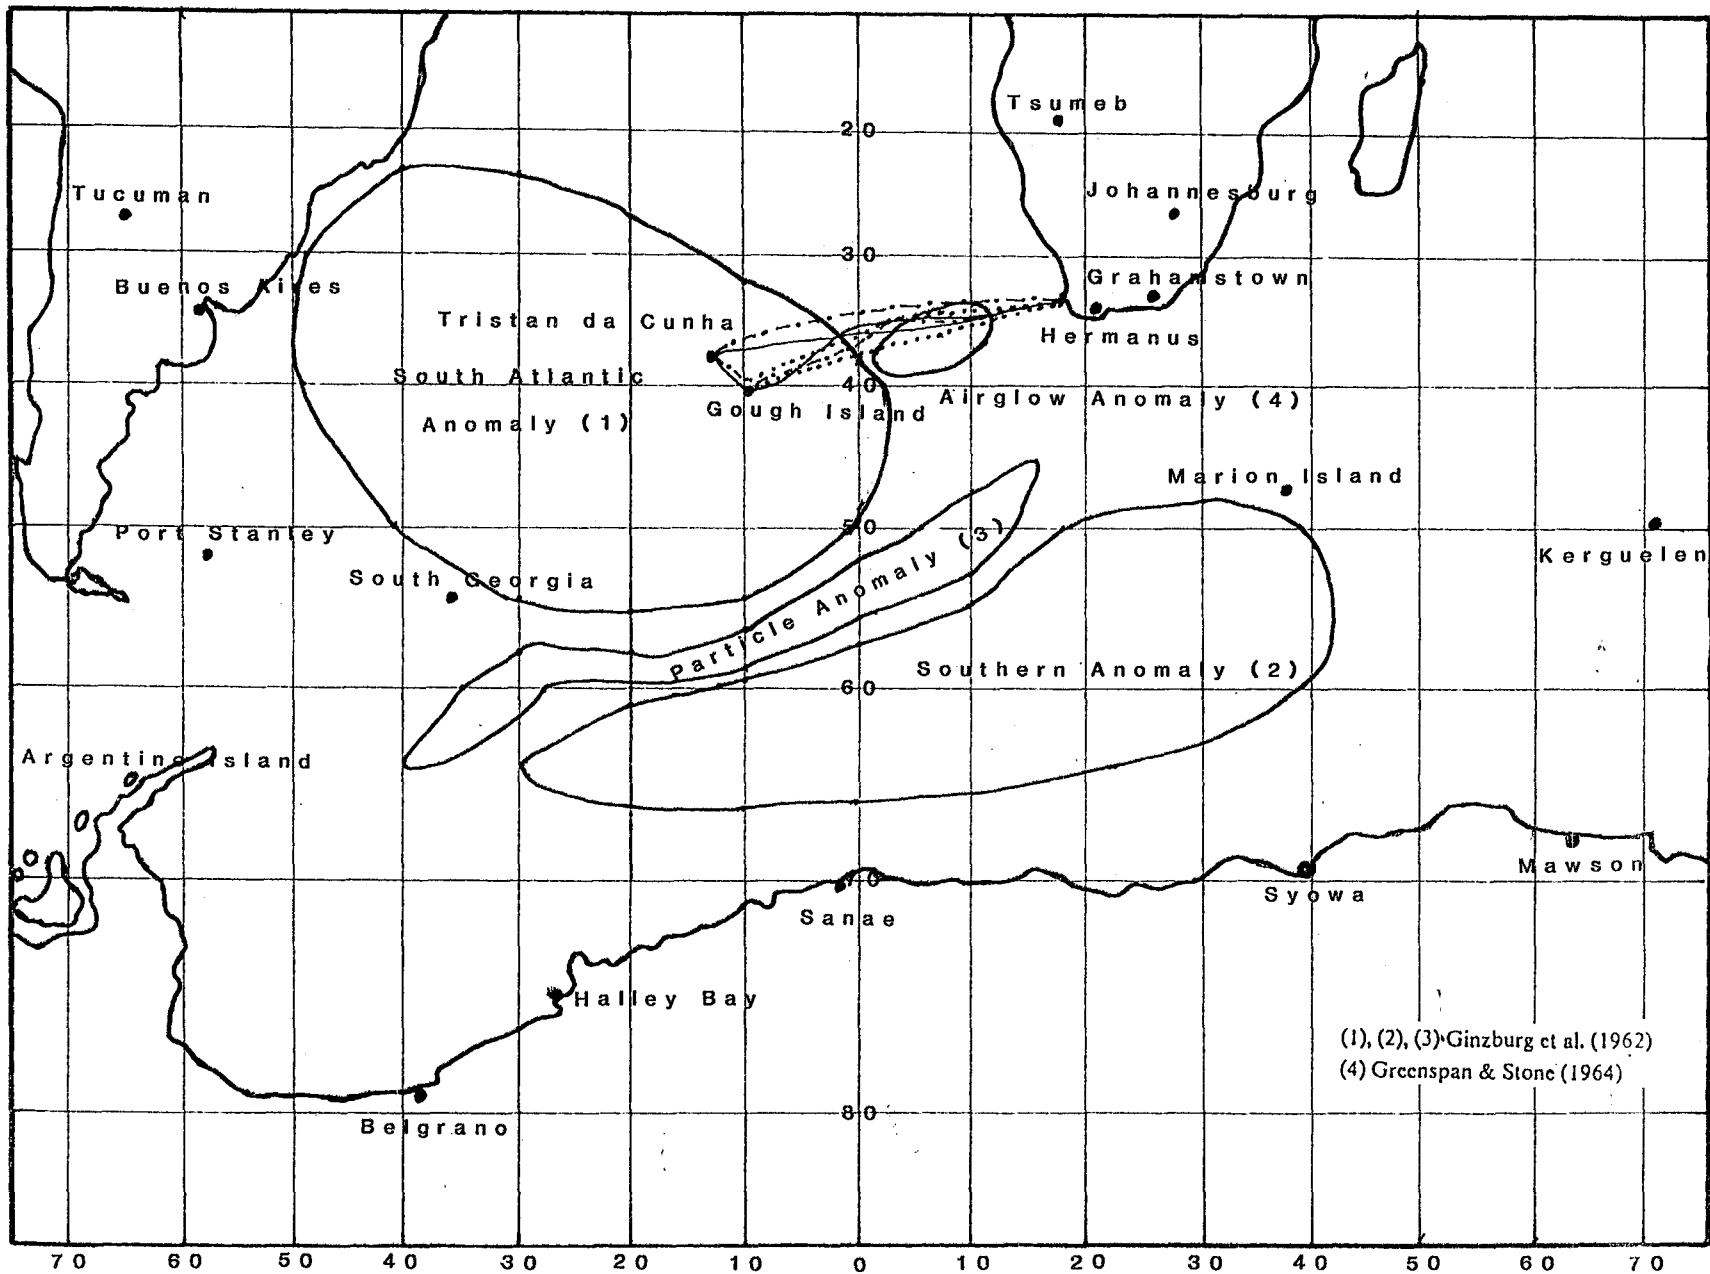 Tsumeb
20
Tucuman
Johannesburg
30
Grahamstown
Buenos Aires
Tristan da Cunha
Hermanus
South Atlantic
40
Airglow Anomaly (4)
Gough Island
Anomaly (1)
Marion Island
50
Port Stanley
Kerguelen
South Georgia
Particle Anomaly (3)
Southern Anomaly (2)
60
Argentine Island
Mawson
70
Syowa
Sanae
Halley Bay
(1), (2), (3) Ginzburg et al. (1962)
(4) Greenspan & Stone (1964)
80
Belgrano
70 60 50 40 30 20 10 0 10 20 30 40 50 60 70